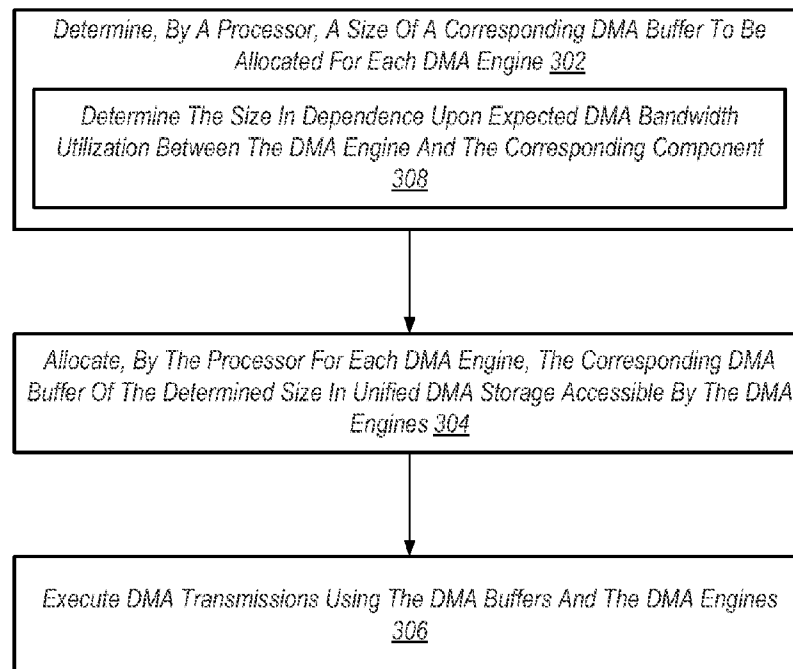 Determine, By A Processor, A Size Of A Corresponding DMA Buffer To Be
Allocated For Each DMA Engine 302
Determine The Size In Dependence Upon Expected DMA Bandwidth
Utilization Between The DMA Engine And The Corresponding Component
308
Allocate, By The Processor For Each DMA Engine, The Corresponding DMA
Buffer Of The Determined Size In Unified DMA Storage Accessible By The DMA
Engines 304
Execute DMA Transmissions Using The DMA Buffers And The DMA Engines
306